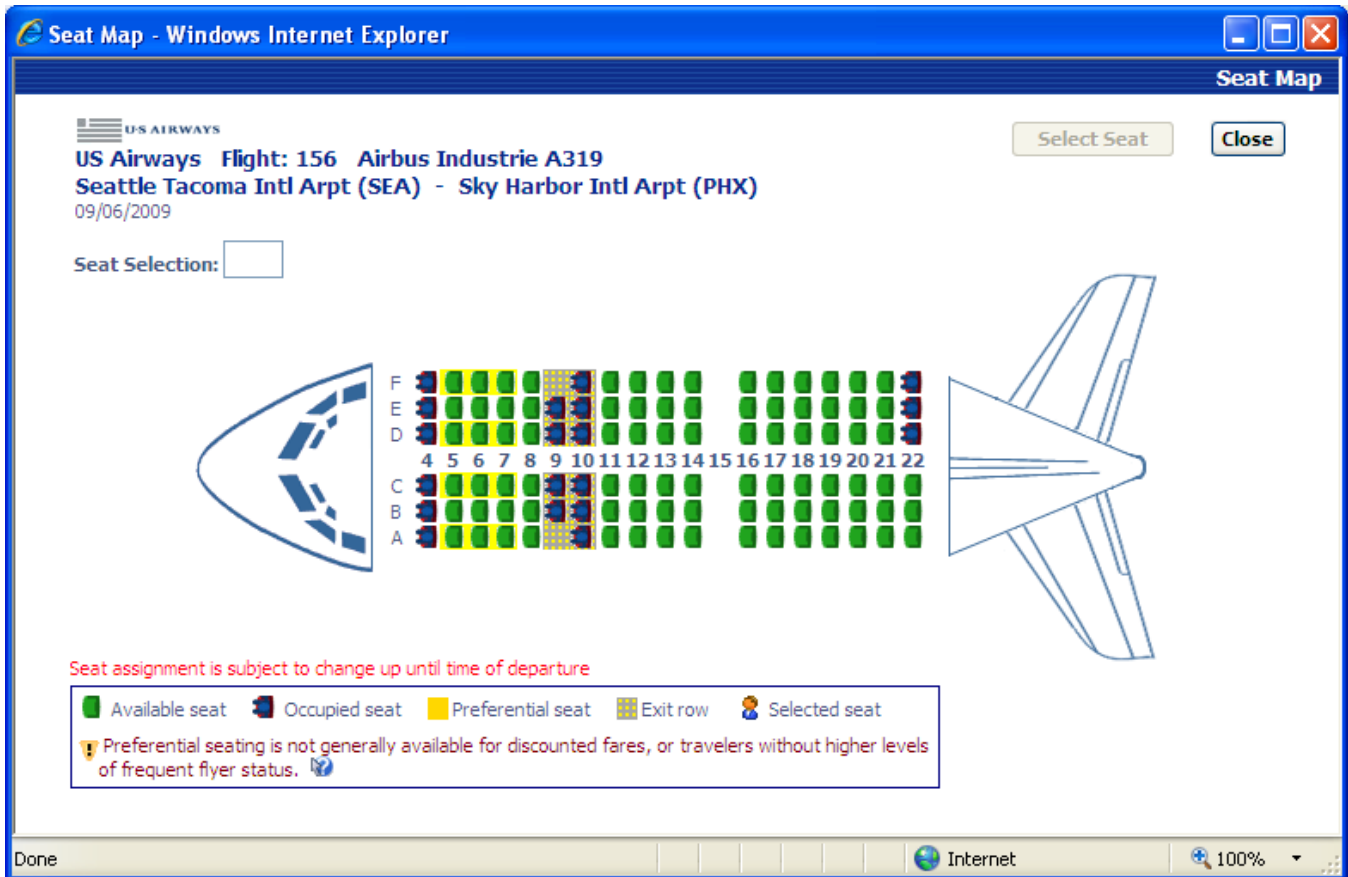 Seat Map - Windows Internet Explorer
Seat Map
U·S AIRWAYS
Select Seat
Close
US Airways Flight: 156 Airbus Industrie A319
Seattle Tacoma Intl Arpt (SEA) - Sky Harbor Intl Arpt (PHX)
09/06/2009
Seat Selection:
F
E
D
4 5 6 7 8 9 10 11 12 13 14 15 16 17 18 19 20 21 22
C
B
A
Seat assignment is subject to change up until time of departure
Available seat Occupied seat Preferential seat Exit row Selected seat
Preferential seating is not generally available for discounted fares, or travelers without higher levels
of frequent flyer status.
Done Internet 100%